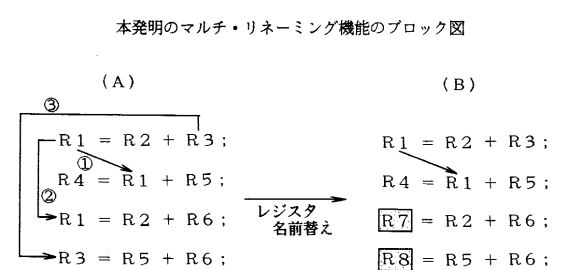 本発明のマルチ・リネーミング機能のブロック図
(A)
③
R1 = R2 + R3;
①
R4 = R1 + R5;
②
R1 = R2 + R6;
R3 = R5 + R6;
レジスタ
名前替え
(B)
R1 = R2 + R3;
R4 = R1 + R5;
R7 = R2 + R6;
R8 = R5 + R6;